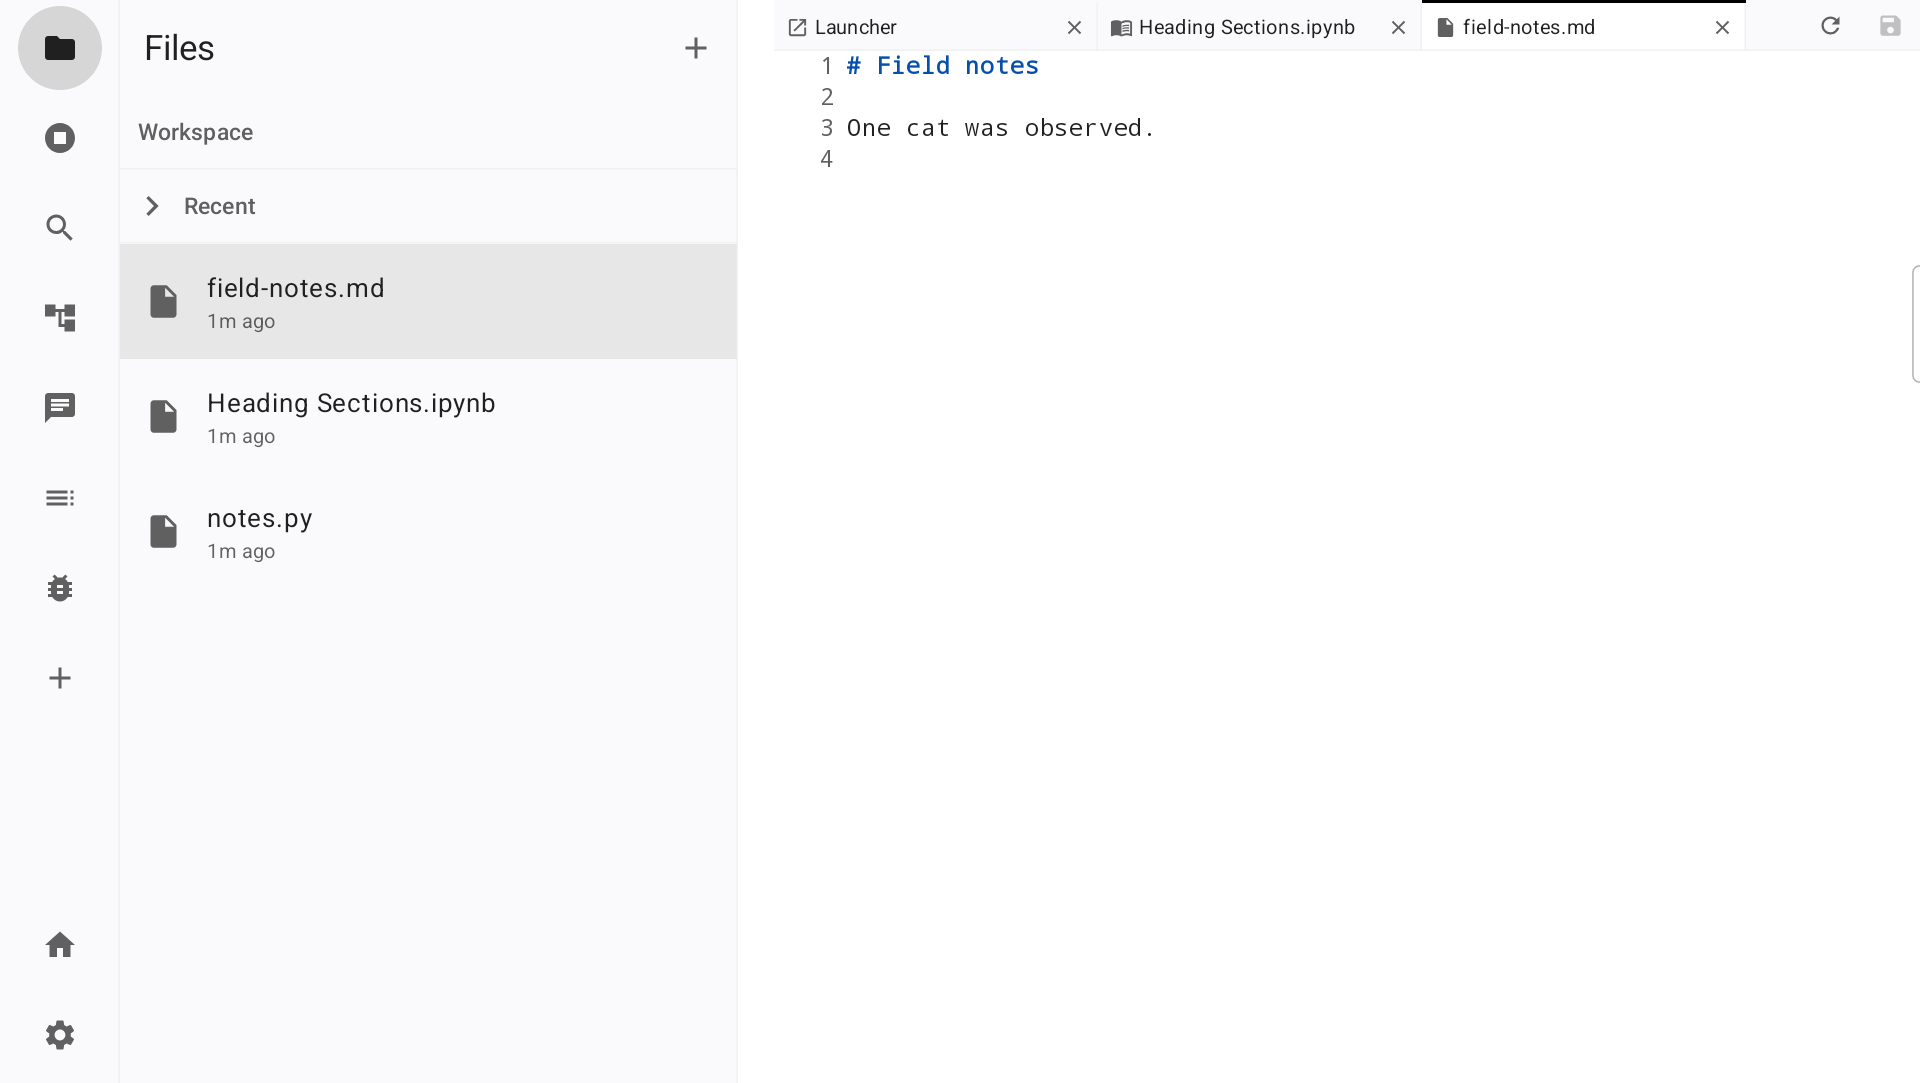 Files
Workspace
Recent
field-notes.md
1m ago
Heading Sections.ipynb
1m ago
notes.py
1m ago
Launcher
Heading Sections.ipynb
field-notes.md
1 # Field notes
2
3 One cat was observed.
4